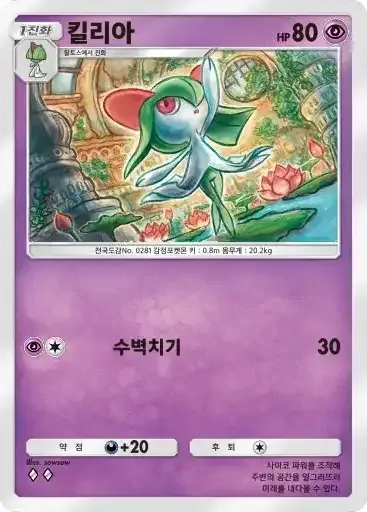 1진화 킬리아 HP 80
랄토스에서 진화
전국도감No. 0281 감정포켓몬 키 : 0.8m 몸무게 : 20.2kg
수벽치기 30
약 점 +20 후 퇴
Illus. sowsow
사이코 파워를 조작해
주변의 공간을 일그러뜨려
미래를 내다볼 수 있다.